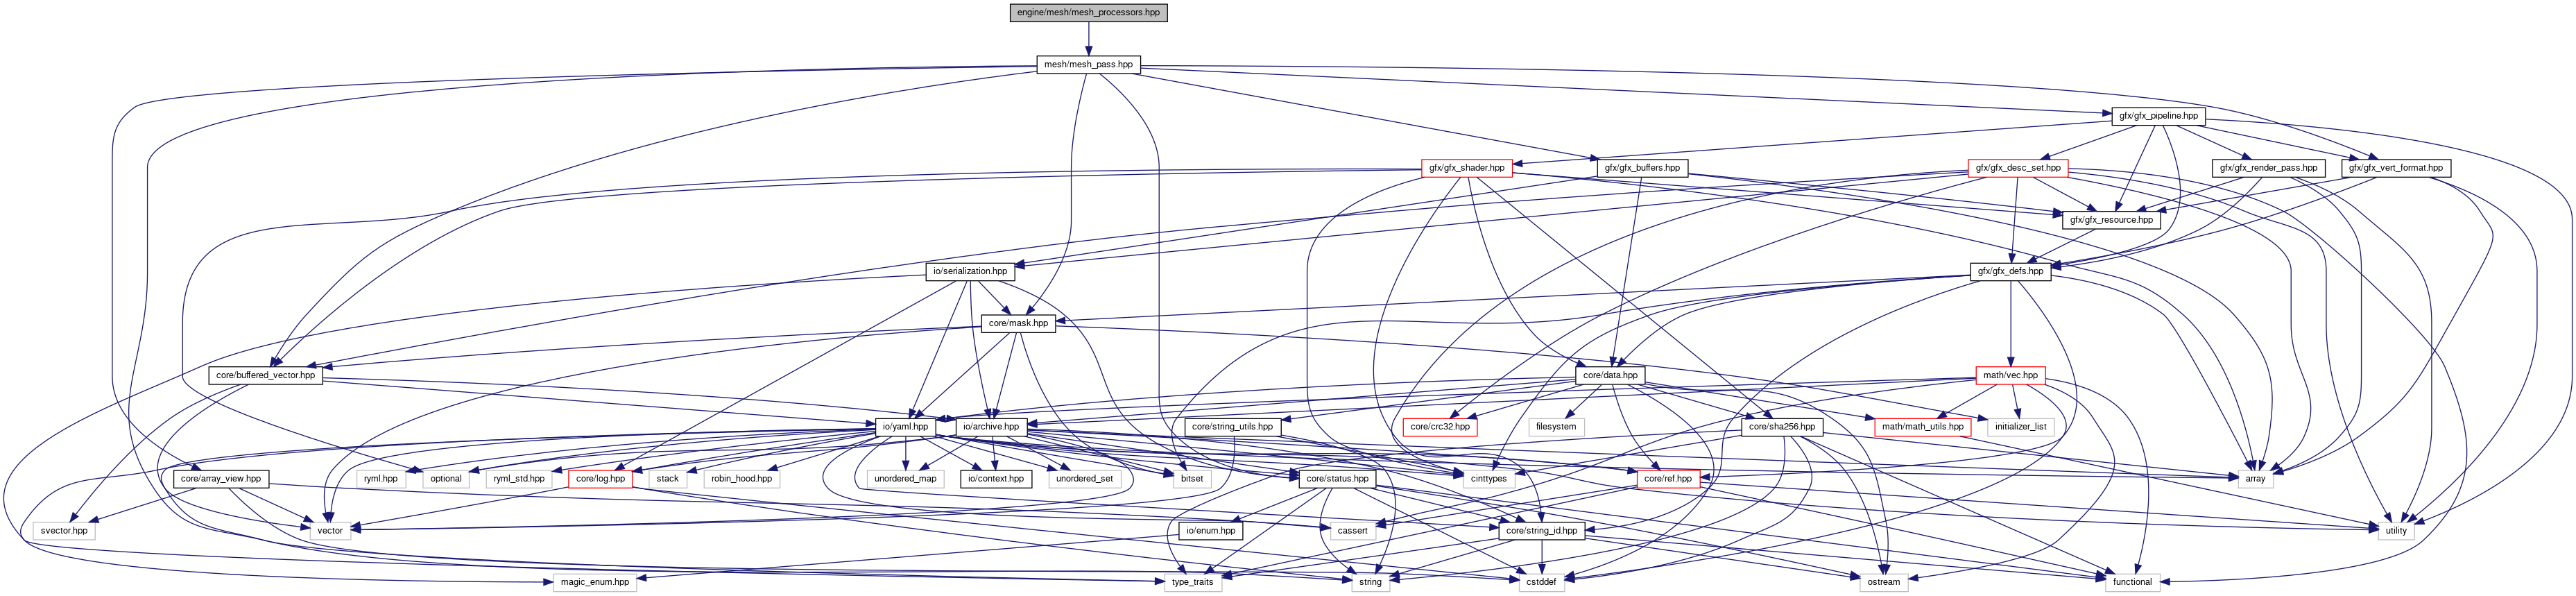 engine/mesh/mesh_processors.hpp
mesh/mesh_pass.hpp
gfx/gfx_pipeline.hpp
gfx/gfx_shader.hpp
gfx/gfx_buffers.hpp
gfx/gfx_desc_set.hpp
gfx/gfx_render_pass.hpp
gfx/gfx_vert_format.hpp
gfx/gfx_resource.hpp
io/serialization.hpp
gfx/gfx_defs.hpp
core/mask.hpp
core/buffered_vector.hpp
core/data.hpp
math/vec.hpp
io/yaml.hpp
io/archive.hpp
core/string_utils.hpp
core/crc32.hpp
filesystem
core/sha256.hpp
math/math_utils.hpp
initializer_list
core/array_view.hpp
ryml.hpp
optional
ryml_std.hpp
core/log.hpp
stack
robin_hood.hpp
unordered_map
io/context.hpp
unordered_set
bitset
core/status.hpp
cinttypes
core/ref.hpp
array
svector.hpp
vector
io/enum.hpp
cassert
core/string_id.hpp
utility
magic_enum.hpp
type_traits
string
cstddef
ostream
functional